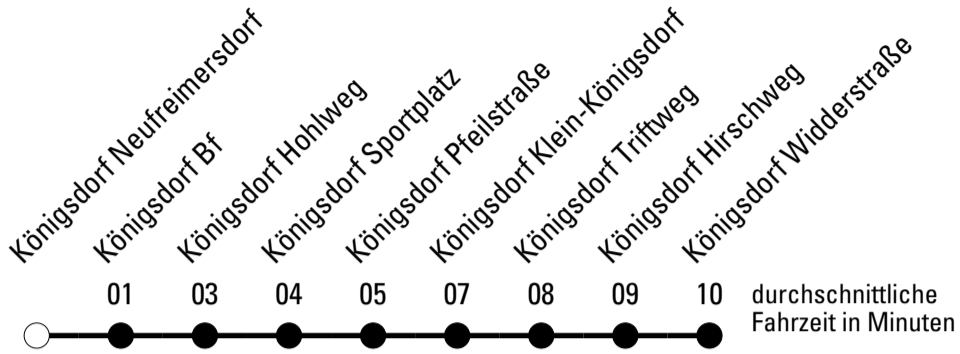 Königsdorf Neufreimersdorf
Königsdorf Bf
Königsdorf Hohlweg
Königsdorf Sportplatz
Königsdorf Pfeilstraße
Königsdorf Klein-Königsdorf
Königsdorf Triftweg
Königsdorf Hirschweg
Königsdorf Widderstraße
01 03 04 05 07 08 09 10
durchschnittliche
Fahrzeit in Minuten